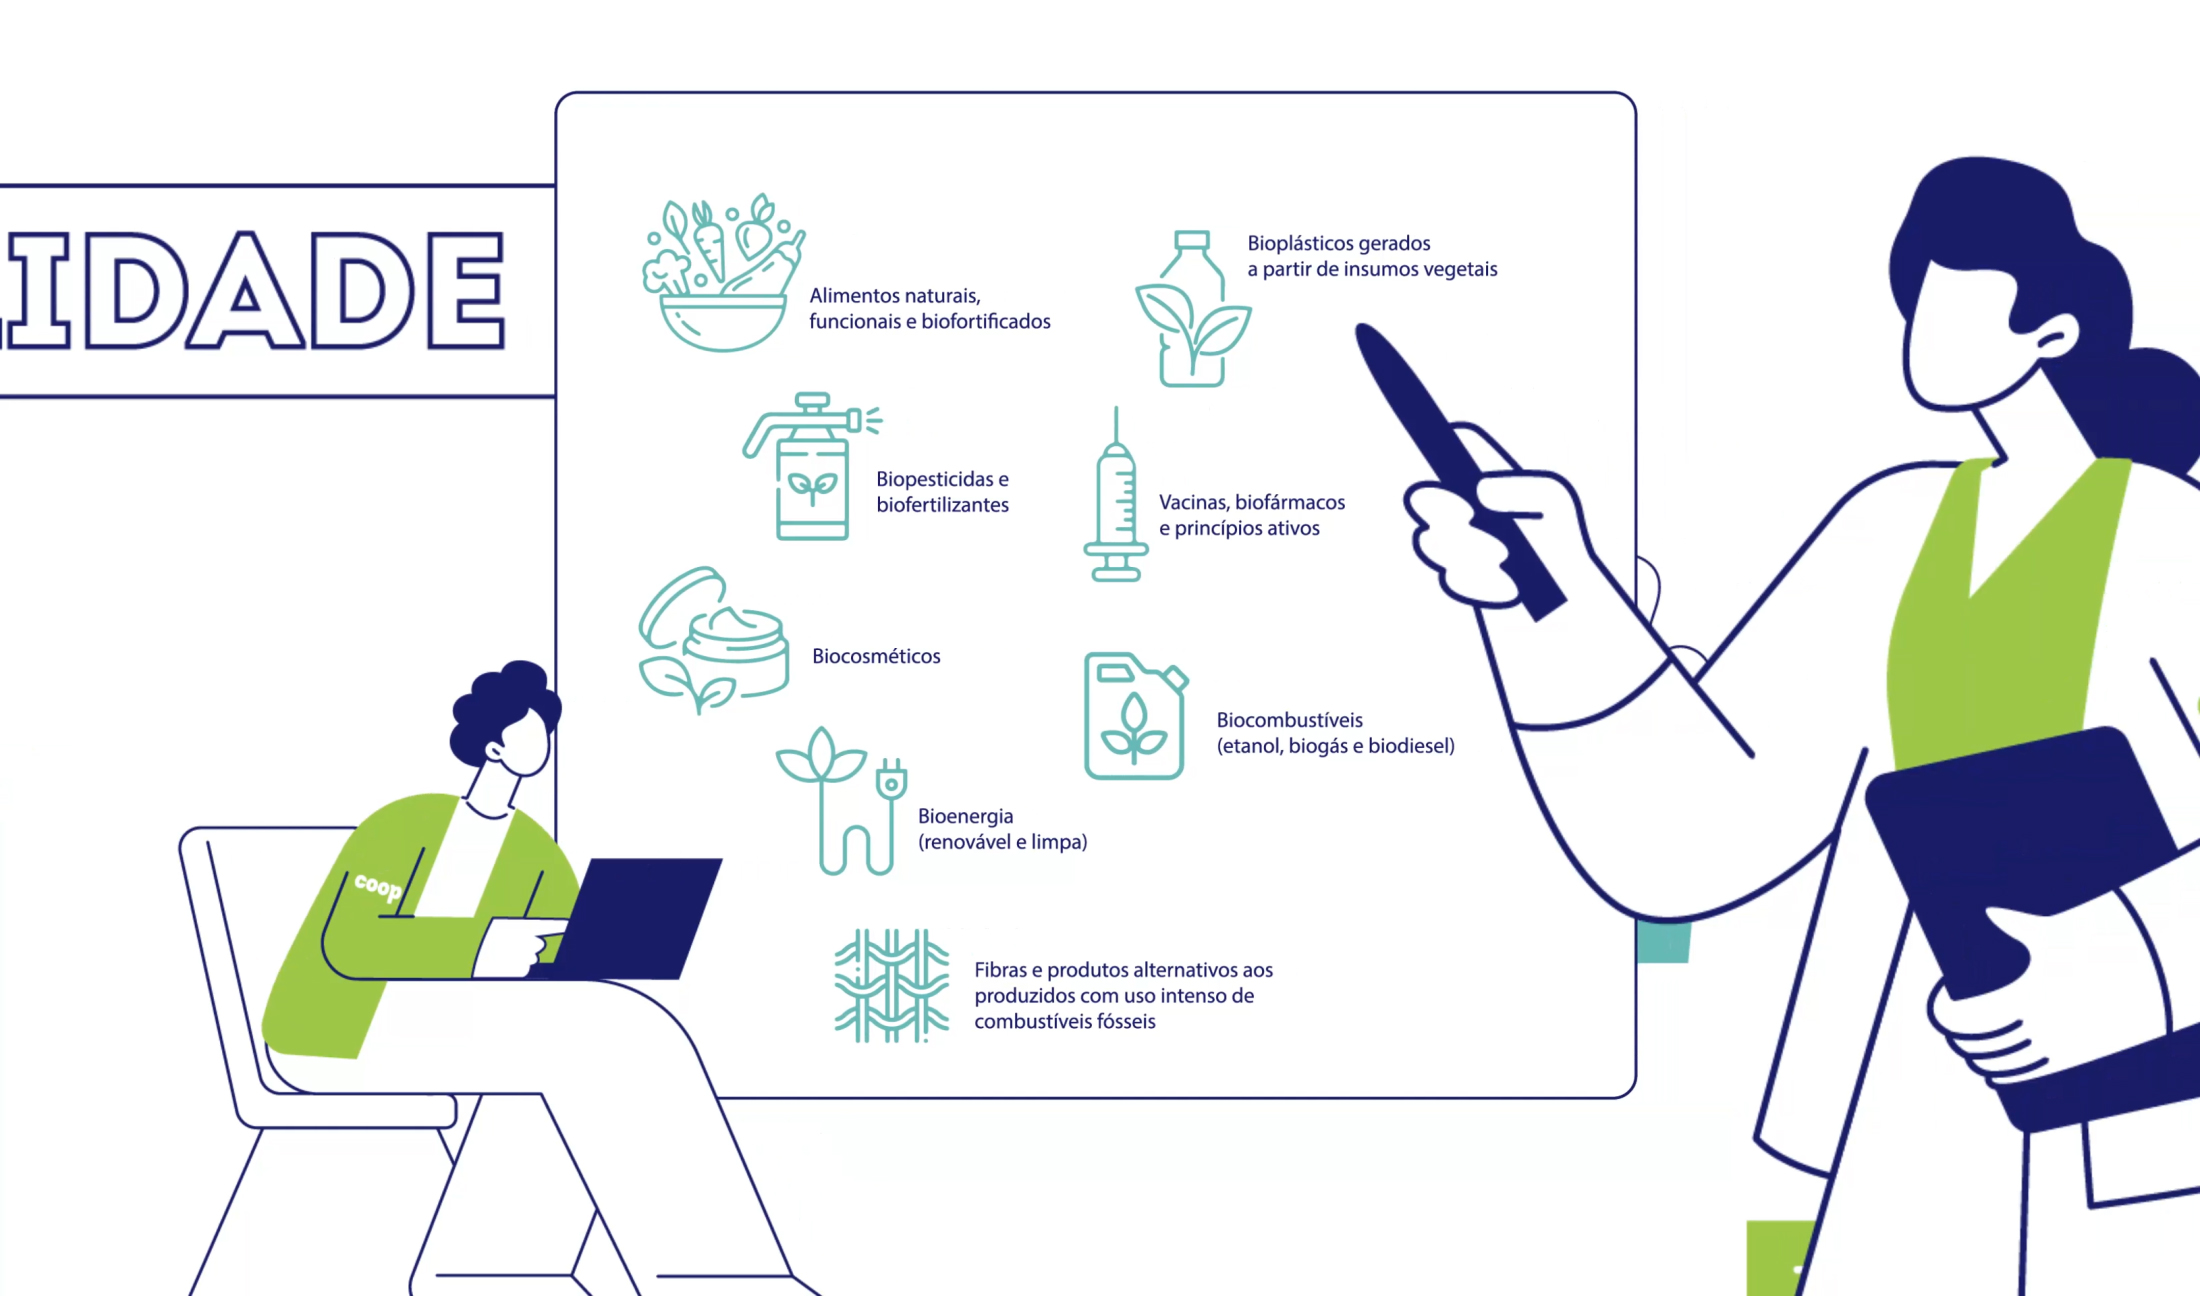 IDADE
Alimentos naturais,
funcionais e biofortificados
Bioplásticos gerados
a partir de insumos vegetais
Biopesticidas e
biofertilizantes
Vacinas, biofármacos
e princípios ativos
Biocosméticos
Biocombustíveis
(etanol, biogás e biodiesel)
Bioenergia
(renovável e limpa)
coop
Fibras e produtos alternativos aos
produzidos com uso intenso de
combustíveis fósseis